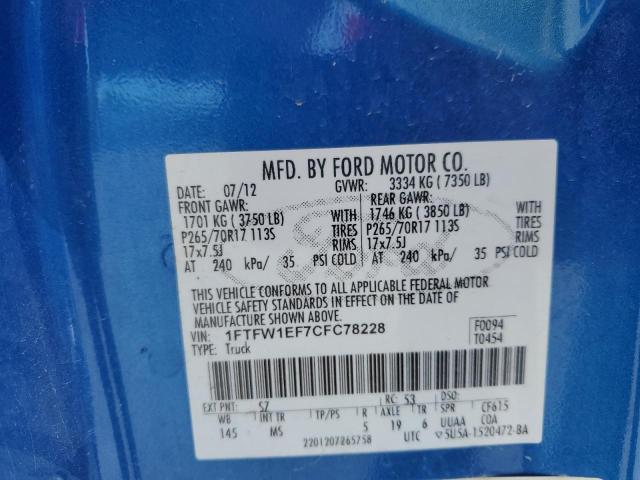 MFD. BY FORD MOTOR CO.
DATE: 07/12 GVWR: 3334 KG ( 7350 LB)
FRONT GAWR: REAR GAWR:
1701 KG ( 3750 LB) WITH 1746 KG ( 3850 LB) WITH
P265/70R17 113S TIRES P265/70R17 113S TIRES
17x7.5J RIMS 17x7.5J RIMS
AT 240 kPa/ 35 PSI COLD AT 240 kPa/ 35 PSI COLD
THIS VEHICLE CONFORMS TO ALL APPLICABLE FEDERAL MOTOR
VEHICLE SAFETY STANDARDS IN EFFECT ON THE DATE OF
MANUFACTURE SHOWN ABOVE.
VIN: 1FTFW1EF7CFC78228 F0094
TYPE: Truck T0454
EXT PNT: SZ RC: 53 DSO:
WB INT TR TP/PS R AXLE TR SPR CF615
145 MS 5 19 6 UUAA COA
2201207265758 UTC 5U5A-1520472-BA